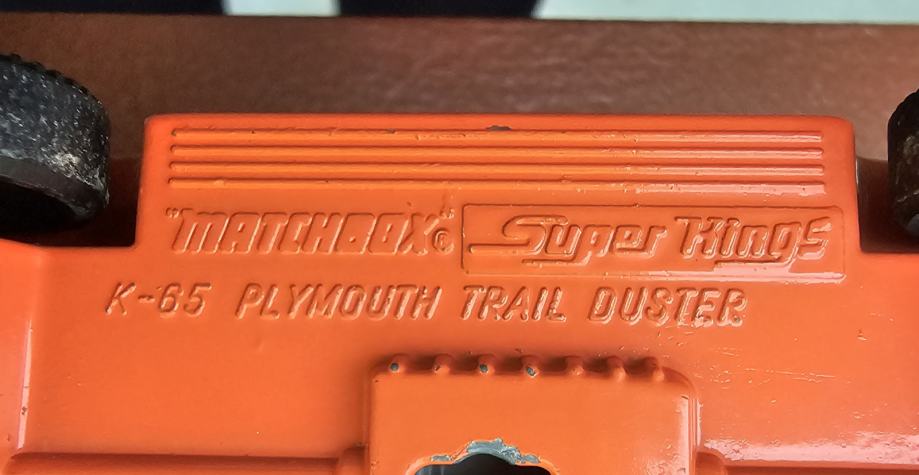 "MATCHBOX"® Super Kings
K-65 PLYMOUTH TRAIL DUSTER